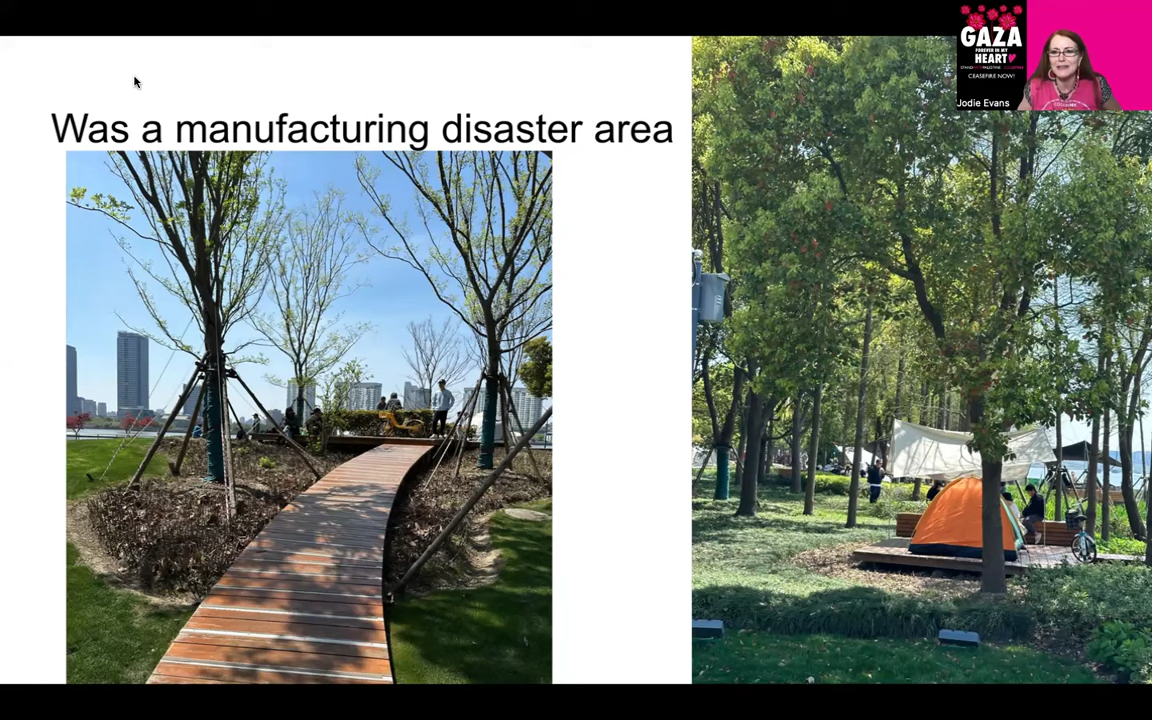 Was a manufacturing disaster area
GAZA
FOREVER IN MY
HEART
CEASEFIRE NOW!
Jodie Evans